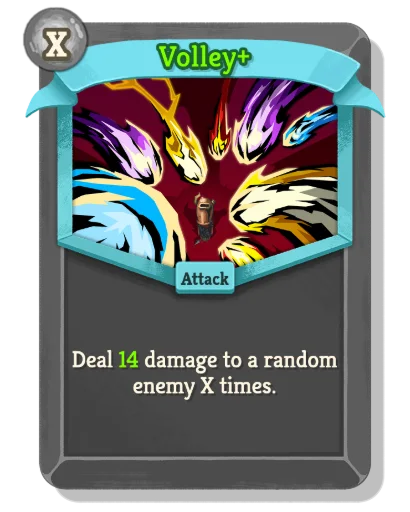 X
Volley+
Attack
Deal 14 damage to a random
enemy X times.